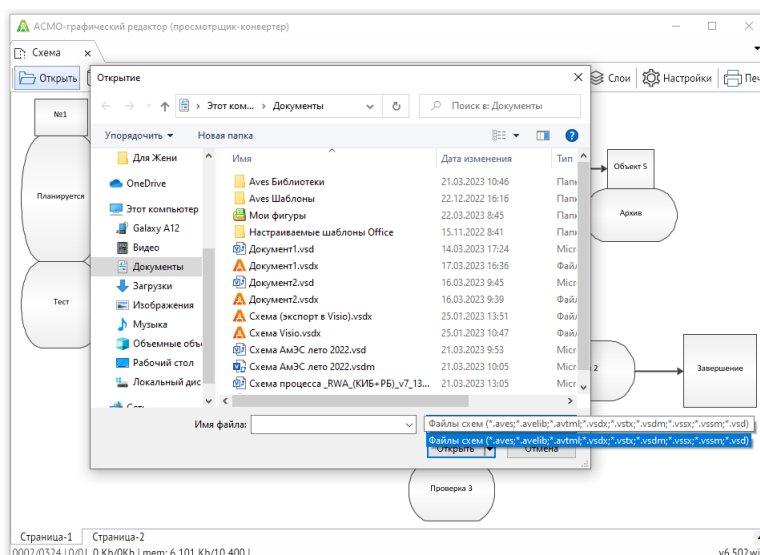 АСМО-графический редактор (просмотрщик-конвертер)
Схема x
Открыть
Слои Настройки Печ
Открытие
Этот ком... > Документы
Поиск в: Документы
Упорядочить Новая папка
Имя Дата изменения Тип
Для Жени
OneDrive
Этот компьютер
Galaxy A12
Видео
Документы
Загрузки
Изображения
Музыка
Объемные объ
Рабочий стол
Локальный дис
Сеть
Aves Библиотеки 21.03.2023 10:46 Папк
Aves Шаблоны 22.12.2022 16:16 Папк
Мои фигуры 22.03.2023 8:45 Папк
Настраиваемые шаблоны Office 15.11.2022 8:41 Папк
Документ1.vsd 14.03.2023 17:24 Micr
Документ1.vsdx 17.03.2023 16:36 Файл
Документ2.vsd 16.03.2023 9:45 Micr
Документ2.vsdx 16.03.2023 9:39 Файл
Схема (экспорт в Visio).vsdx 25.01.2023 13:51 Файл
Схема Visio.vsdx 25.01.2023 10:47 Файл
Схема АмЭС лето 2022.vsd 21.03.2023 9:53 Micr
Схема АмЭС лето 2022.vsdm 21.03.2023 10:05 Micr
Схема процесса _RWA_(КИБ+РБ)_v7_13... 21.03.2023 13:05 Micr
Имя файла:
Файлы схем (*.aves;*.avelib;*.avtml;*.vsdx;*.vstx;*.vsdm;*.vssx;*.vssm;*.vsd)
Файлы схем (*.aves;*.avelib;*.avtml;*.vsdx;*.vstx;*.vsdm;*.vssx;*.vssm;*.vsd)
Открыть Отмена
№1
Планируется
Тест
Объект 5
Архив
2
Завершение
Проверка 3
Страница-1 Страница-2
0002/0324 | 0/0 | 0 Kb/0Kb | mem: 6 101 Kb/10 400 |
v6.502wi